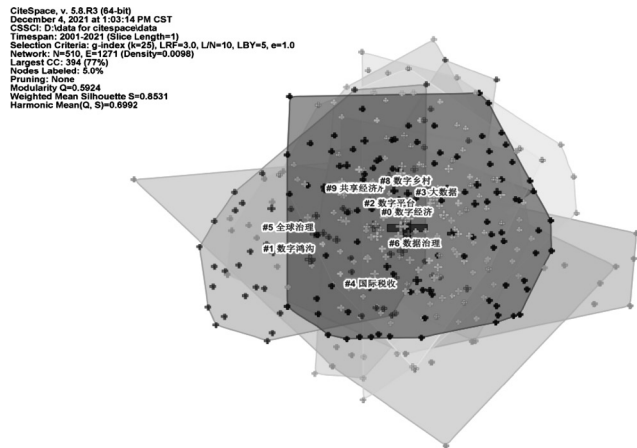 CiteSpace, v. 5.8.R3 (64-bit)
December 4, 2021 at 1:03:14 PM CST
CSSCI: D:\data for citespace\data
Timespan: 2001-2021 (Slice Length=1)
Selection Criteria: g-index (k=25), LRF=3.0, L/N=10, LBY=5, e=1.0
Network: N=510, E=1271 (Density=0.0098)
Largest CC: 394 (77%)
Nodes Labeled: 5.0%
Pruning: None
Modularity Q=0.5924
Weighted Mean Silhouette S=0.8531
Harmonic Mean(Q, S)=0.6992
#8 数字乡村
#9 共享经济
#3 大数据
#2 数字平台
#0 数字经济
#5 全球治理
#6 数据治理
#1 数字鸿沟
#4 国际税收